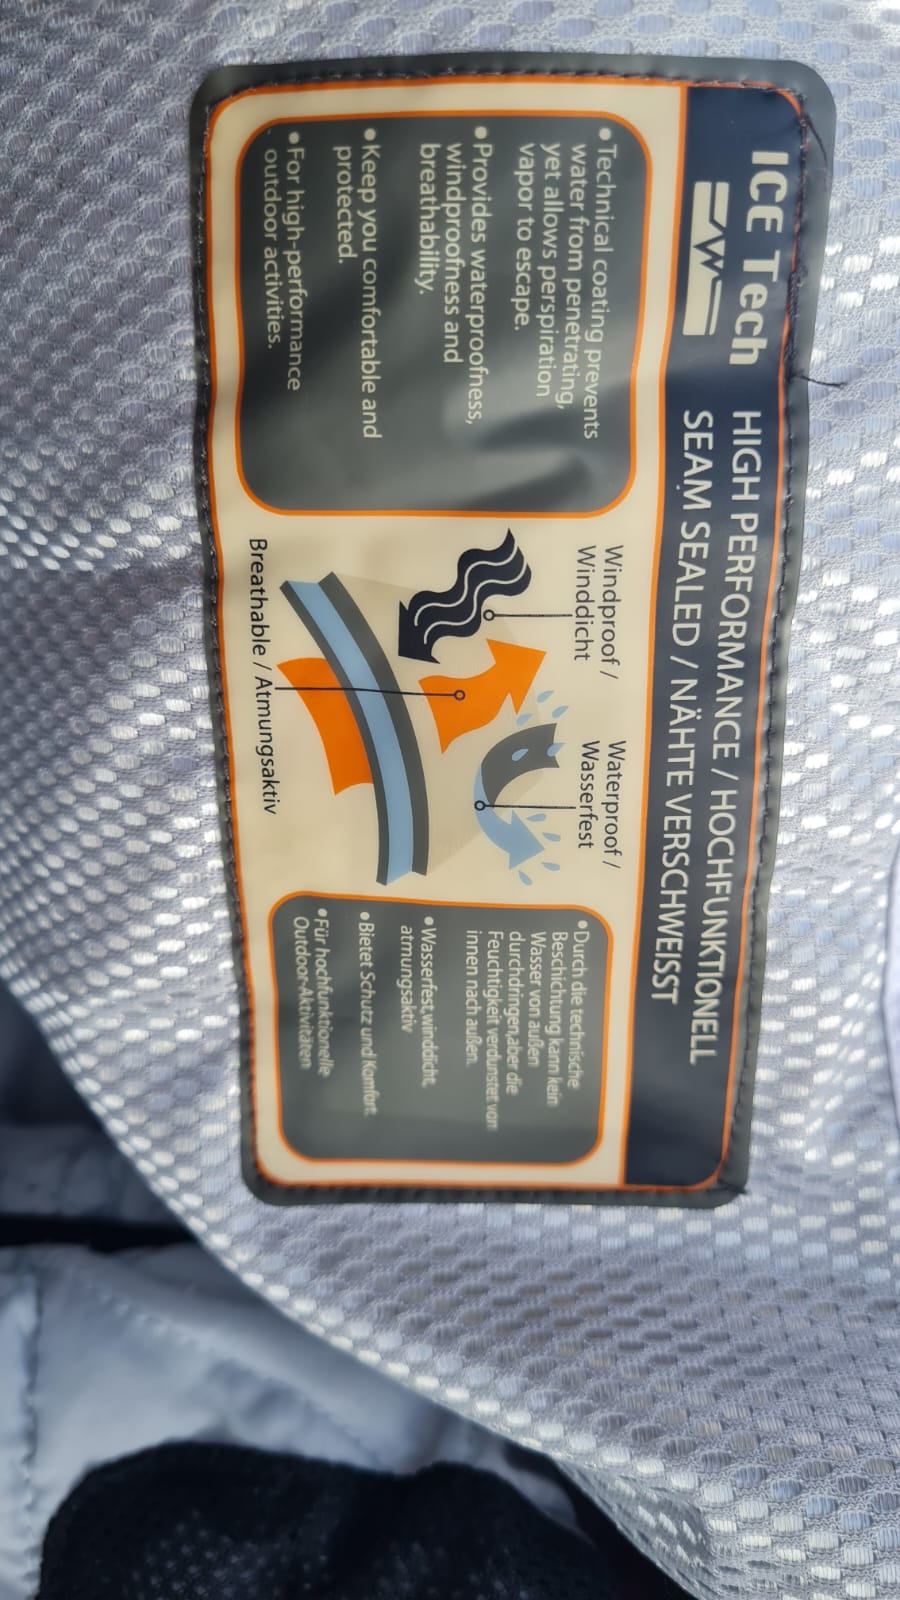 ICE Tech
HIGH PERFORMANCE / HOCHFUNKTIONELL
SEAM SEALED / NÄHTE VERSCHWEISST
•Technical coating prevents
water from penetrating,
yet allows perspiration
vapor to escape.
•Provides waterproofness,
windproofness and
breathability.
•Keep you comfortable and
protected.
•For high-performance
outdoor activities.
Windproof /
Winddicht
Waterproof /
Wasserfest
Breathable / Atmungsaktiv
•Durch die technische
Beschichtung kann kein
Wasser von außen
durchdringen,aber die
Feuchtigkeit verdunstet von
innen nach außen.
•Wasserfest,winddicht,
atmungsaktiv
•Bietet Schutz und Komfort.
•Für hochfunktionelle
Outdoor-Aktivitäten